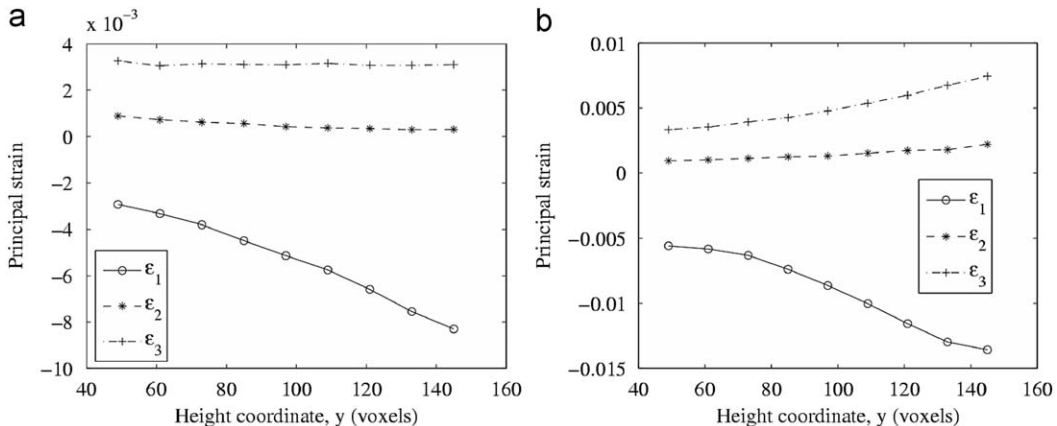 a
x 10⁻³
4
2
0
−2
−4
−6
−8
−10
Principal strain
ε₁
ε₂
ε₃
40 60 80 100 120 140 160
Height coordinate, y (voxels)
b
0.01
0.005
0
−0.005
−0.01
−0.015
Principal strain
ε₁
ε₂
ε₃
40 60 80 100 120 140 160
Height coordinate, y (voxels)